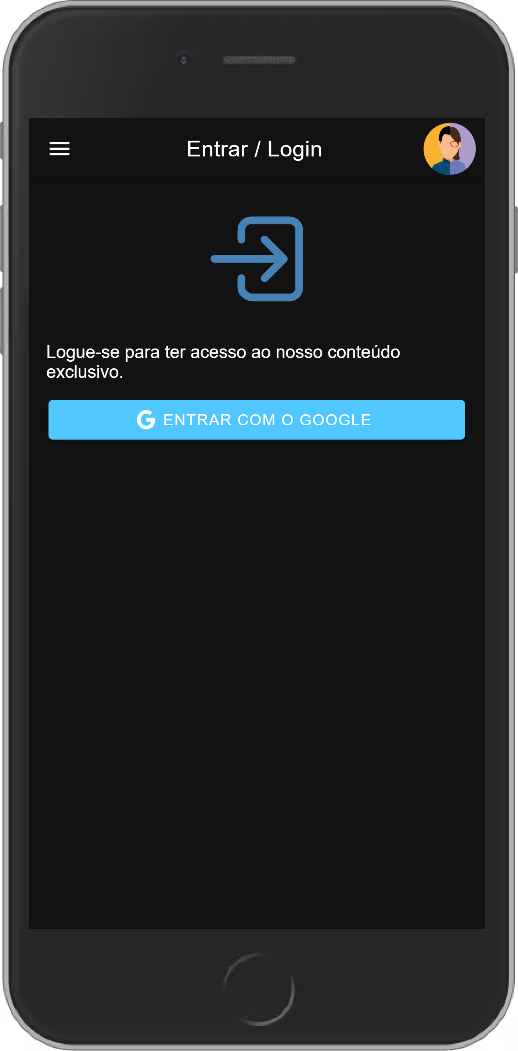 Entrar / Login
Logue-se para ter acesso ao nosso conteúdo
exclusivo.
ENTRAR COM O GOOGLE